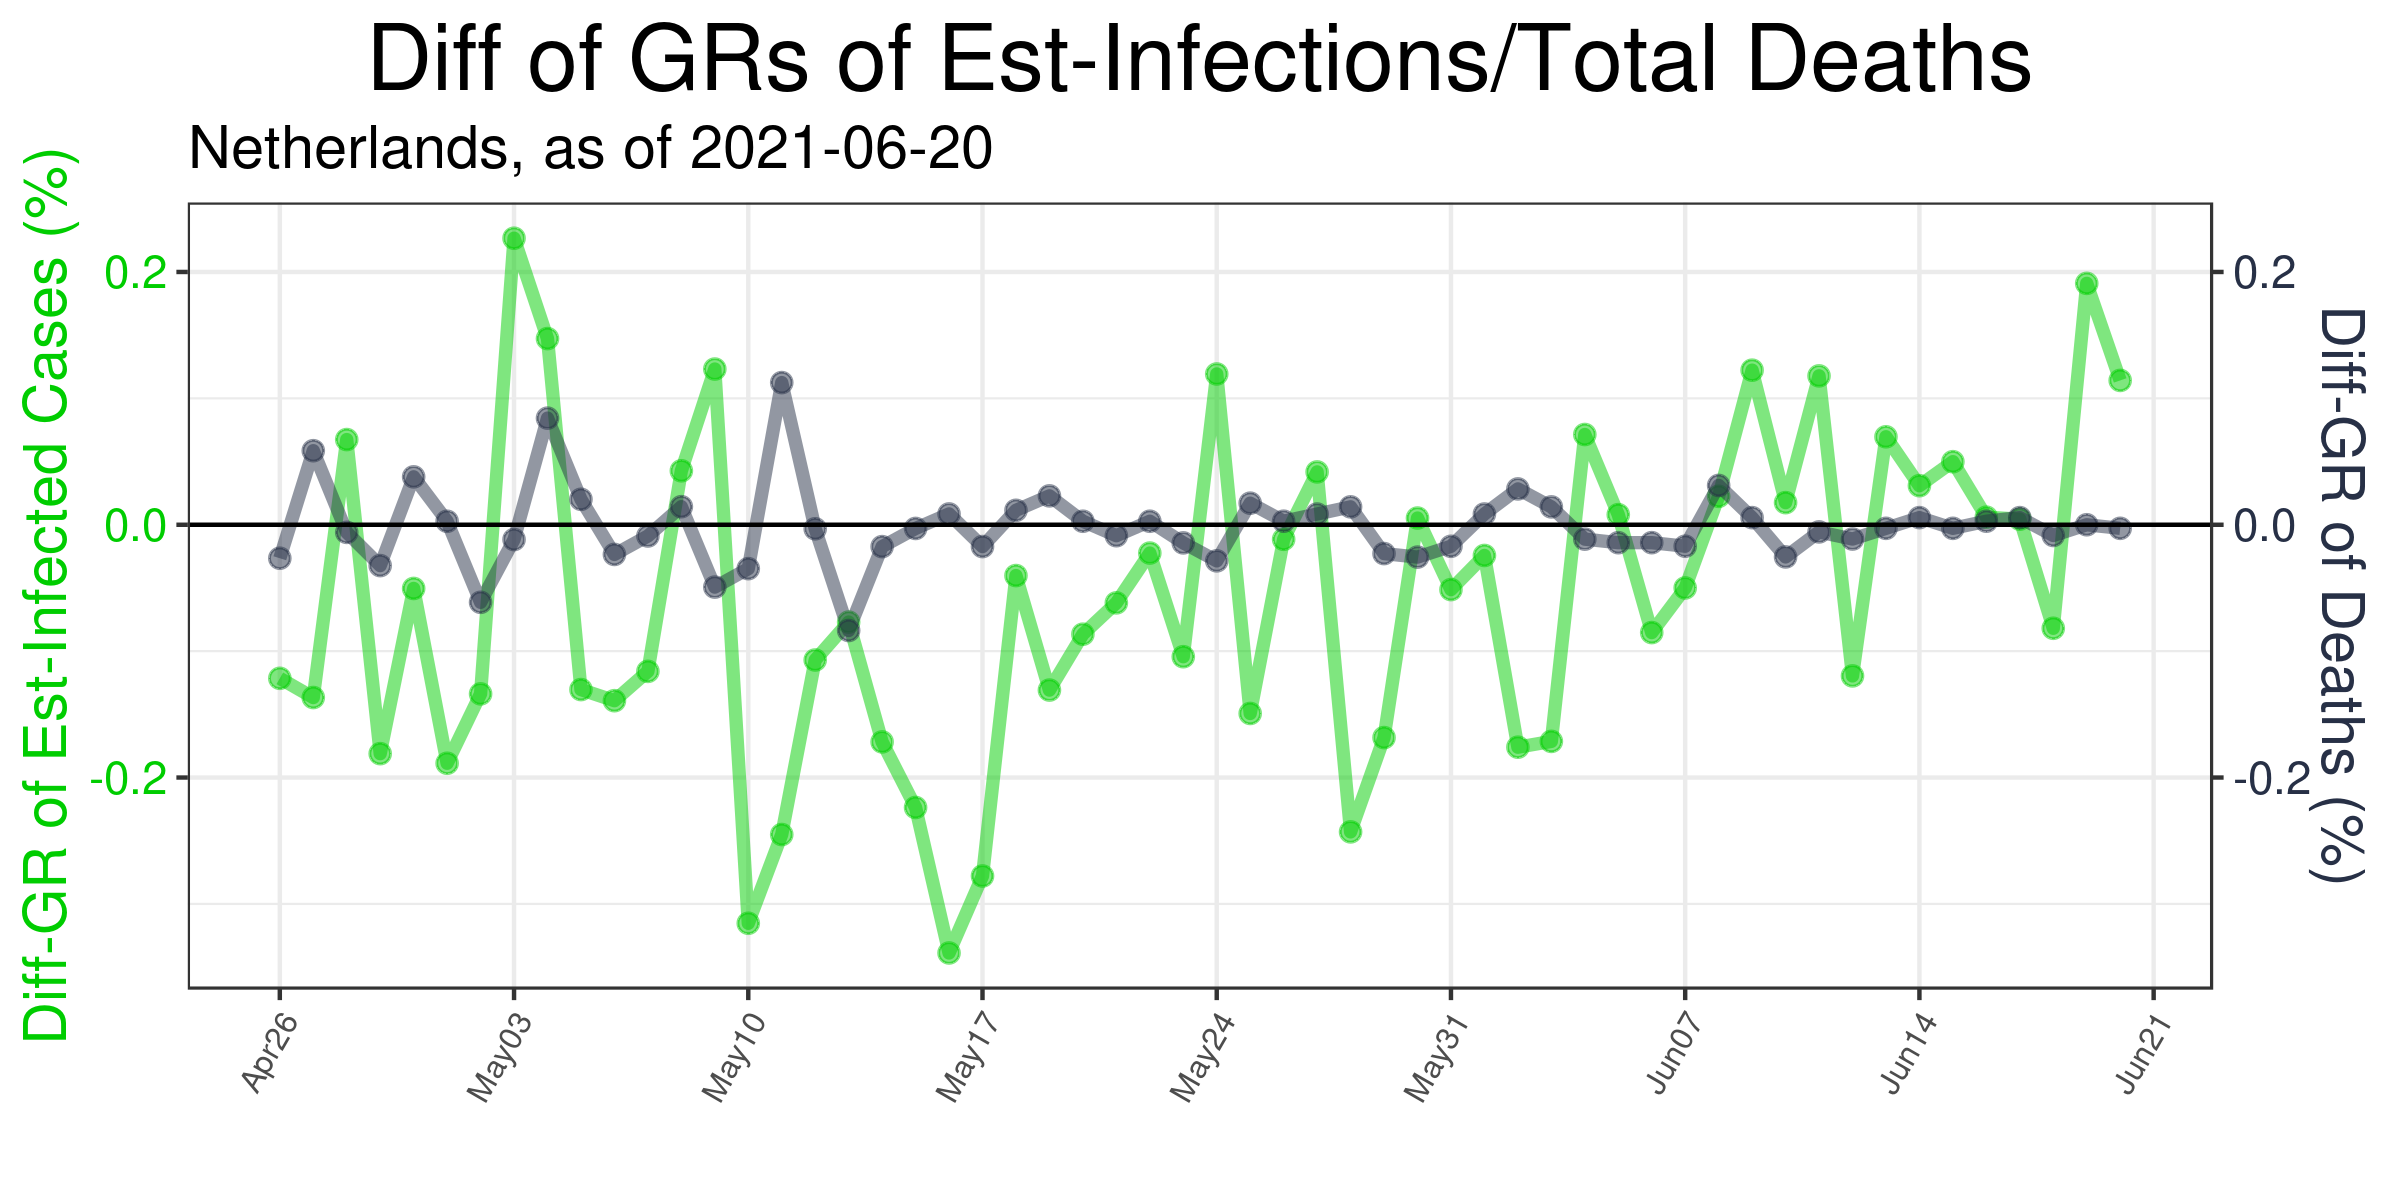 Diff of GRs of Est-Infections/Total Deaths
Netherlands, as of 2021-06-20
Diff-GR of Est-Infected Cases (%)
0.2
0.0
-0.2
0.2
0.0
-0.2
Diff-GR of Deaths (%)
Apr26
May03
May10
May17
May24
May31
Jun07
Jun14
Jun21